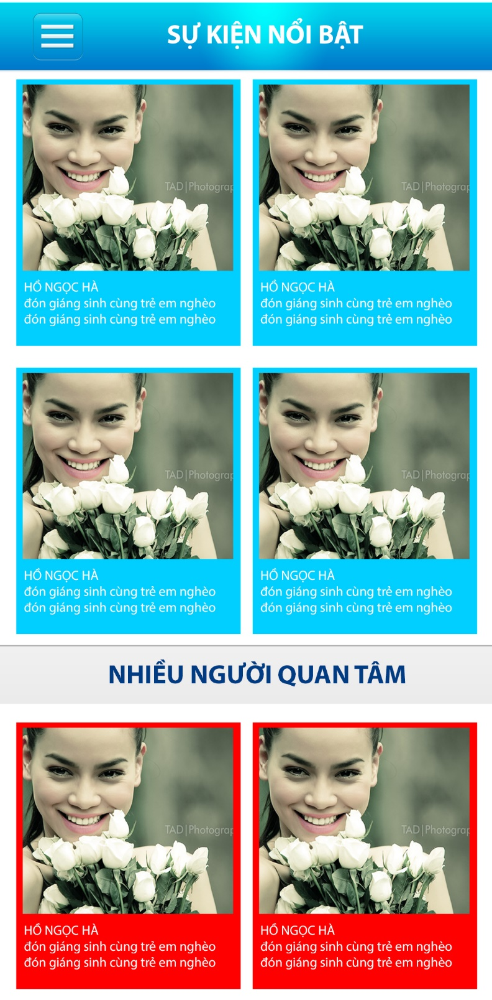 SỰ KIỆN NỔI BẬT
TAD|Photograp
TAD|Photograp
HỒ NGỌC HÀ
đón giáng sinh cùng trẻ em nghèo
đón giáng sinh cùng trẻ em nghèo
HỒ NGỌC HÀ
đón giáng sinh cùng trẻ em nghèo
đón giáng sinh cùng trẻ em nghèo
TAD|Photograp
TAD|Photograp
HỒ NGỌC HÀ
đón giáng sinh cùng trẻ em nghèo
đón giáng sinh cùng trẻ em nghèo
HỒ NGỌC HÀ
đón giáng sinh cùng trẻ em nghèo
đón giáng sinh cùng trẻ em nghèo
NHIỀU NGƯỜI QUAN TÂM
TAD|Photograp
TAD|Photograp
HỒ NGỌC HÀ
đón giáng sinh cùng trẻ em nghèo
đón giáng sinh cùng trẻ em nghèo
HỒ NGỌC HÀ
đón giáng sinh cùng trẻ em nghèo
đón giáng sinh cùng trẻ em nghèo